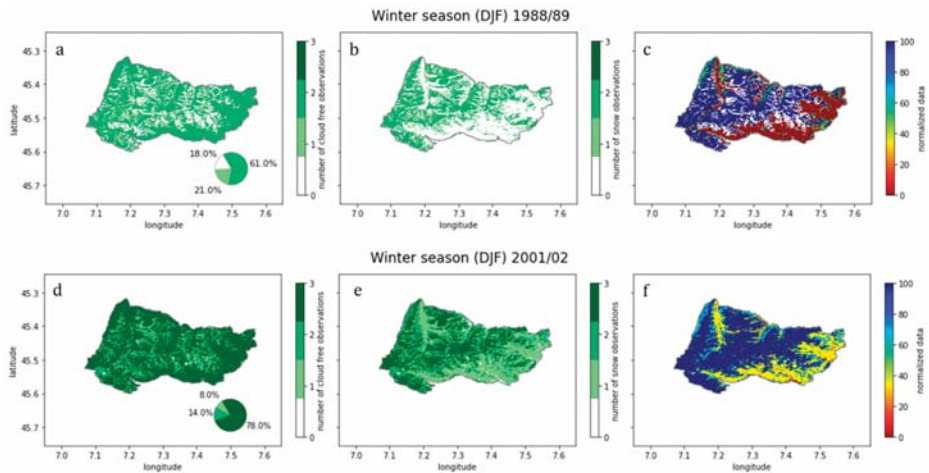 Winter season (DJF) 1988/89
a
b
c
45.3
45.4
45.5
45.6
45.7
latitude
18.0%
61.0%
21.0%
7.0 7.1 7.2 7.3 7.4 7.5 7.6
longitude
3
2
1
0
number of cloud free observations
7.0 7.1 7.2 7.3 7.4 7.5 7.6
longitude
3
2
1
0
number of snow observations
7.0 7.1 7.2 7.3 7.4 7.5 7.6
longitude
100
80
60
40
20
0
normalized data
Winter season (DJF) 2001/02
d
e
f
45.3
45.4
45.5
45.6
45.7
latitude
8.0%
14.0%
78.0%
7.0 7.1 7.2 7.3 7.4 7.5 7.6
longitude
3
2
1
0
number of cloud free observations
7.0 7.1 7.2 7.3 7.4 7.5 7.6
longitude
3
2
1
0
number of snow observations
7.0 7.1 7.2 7.3 7.4 7.5 7.6
longitude
100
80
60
40
20
0
normalized data